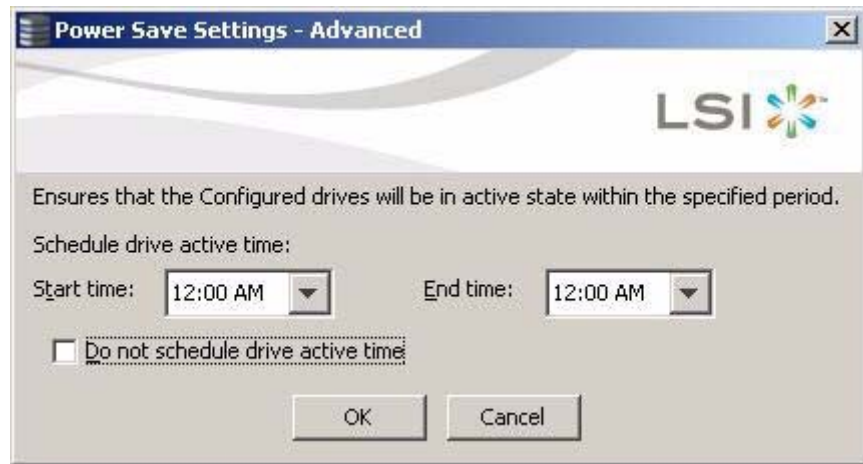 Power Save Settings - Advanced
LSI
Ensures that the Configured drives will be in active state within the specified period.
Schedule drive active time:
Start time: 12:00 AM End time: 12:00 AM
Do not schedule drive active time
OK Cancel